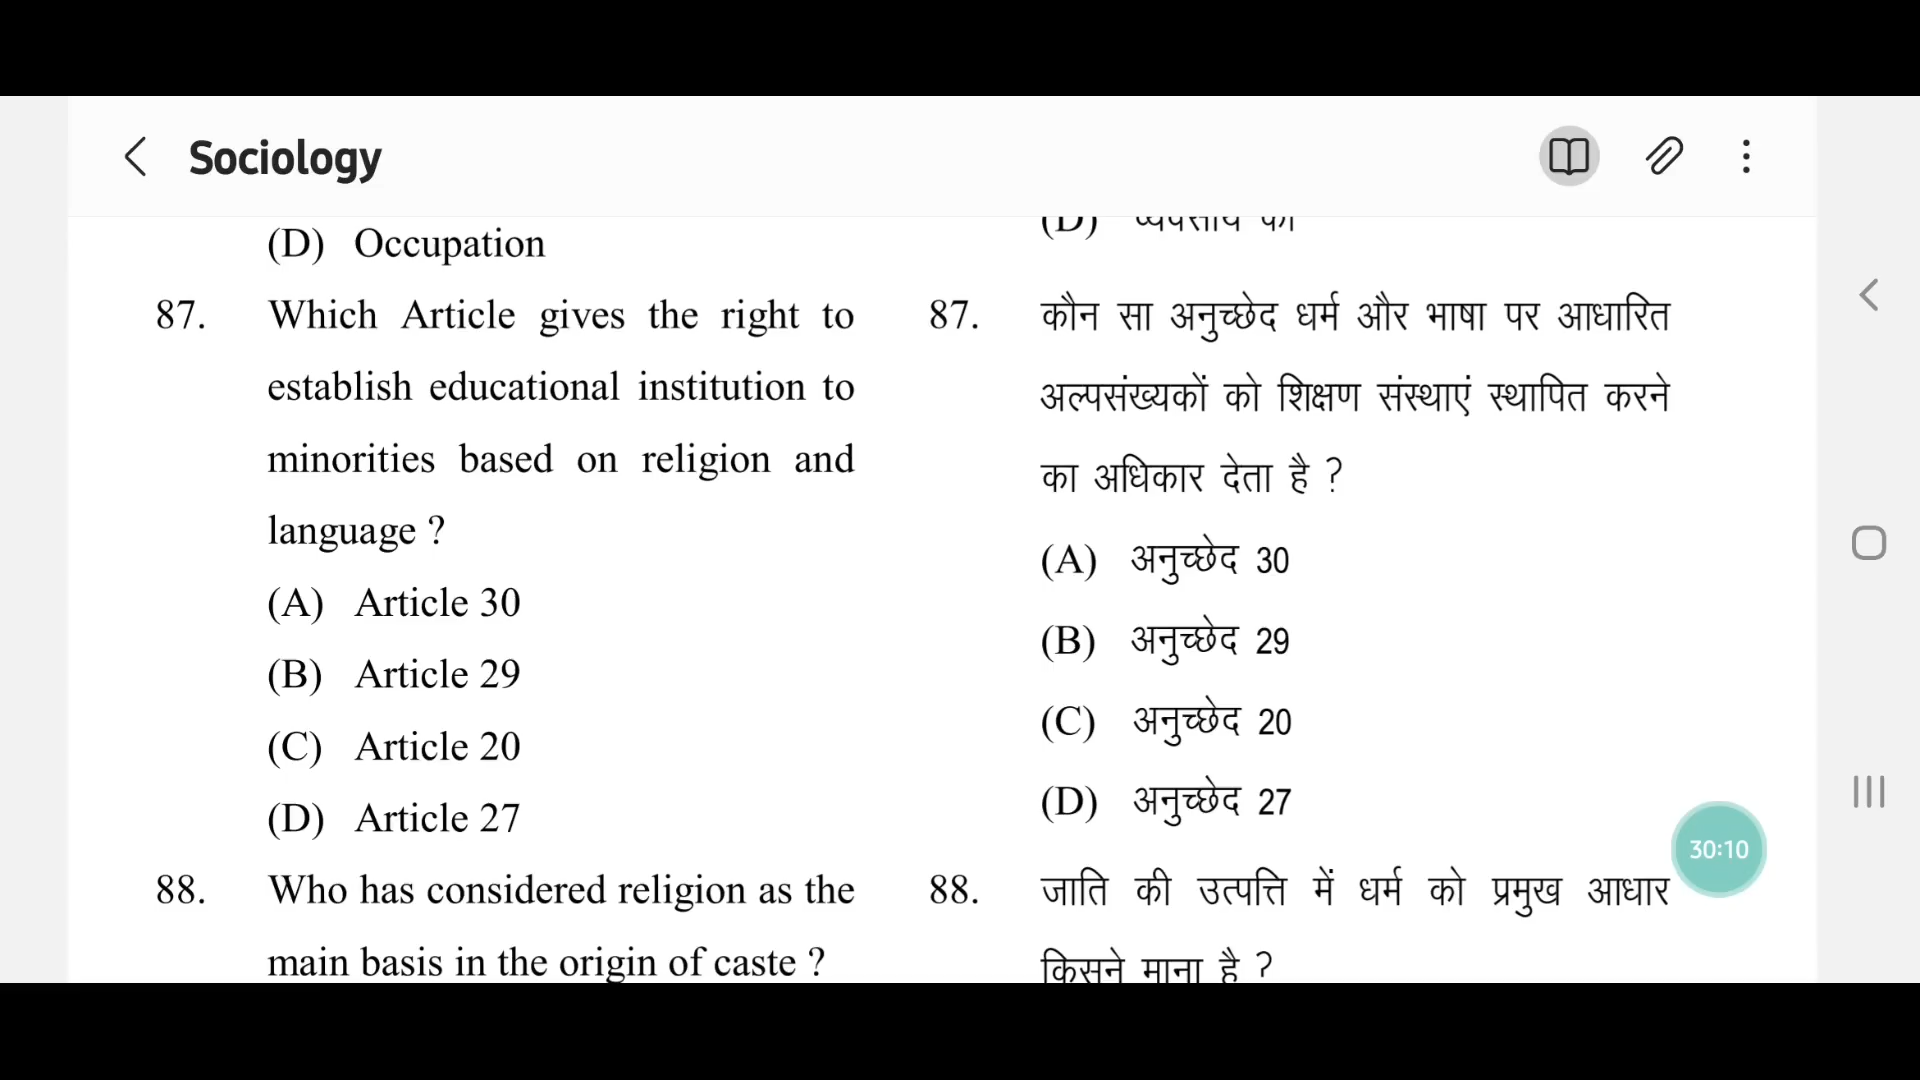 Sociology
(D) Occupation
87. Which Article gives the right to
establish educational institution to
minorities based on religion and
language ?
(A) Article 30
(B) Article 29
(C) Article 20
(D) Article 27
88. Who has considered religion as the
main basis in the origin of caste ?
(D) व्यवसाय का
87. कौन सा अनुच्छेद धर्म और भाषा पर आधारित
अल्पसंख्यकों को शिक्षण संस्थाएं स्थापित करने
का अधिकार देता है ?
(A) अनुच्छेद 30
(B) अनुच्छेद 29
(C) अनुच्छेद 20
(D) अनुच्छेद 27
88. जाति की उत्पत्ति में धर्म को प्रमुख आधार
किसने माना है ?
30:10